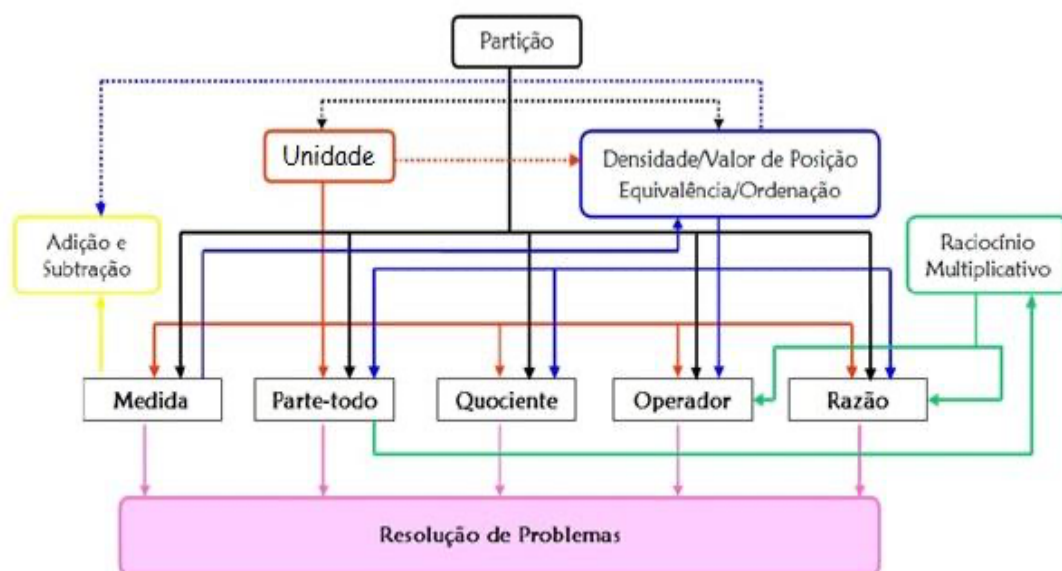 Partição
Unidade
Densidade/Valor de Posição
Equivalência/Ordenação
Adição e
Subtração
Raciocínio
Multiplicativo
Medida
Parte-todo
Quociente
Operador
Razão
Resolução de Problemas